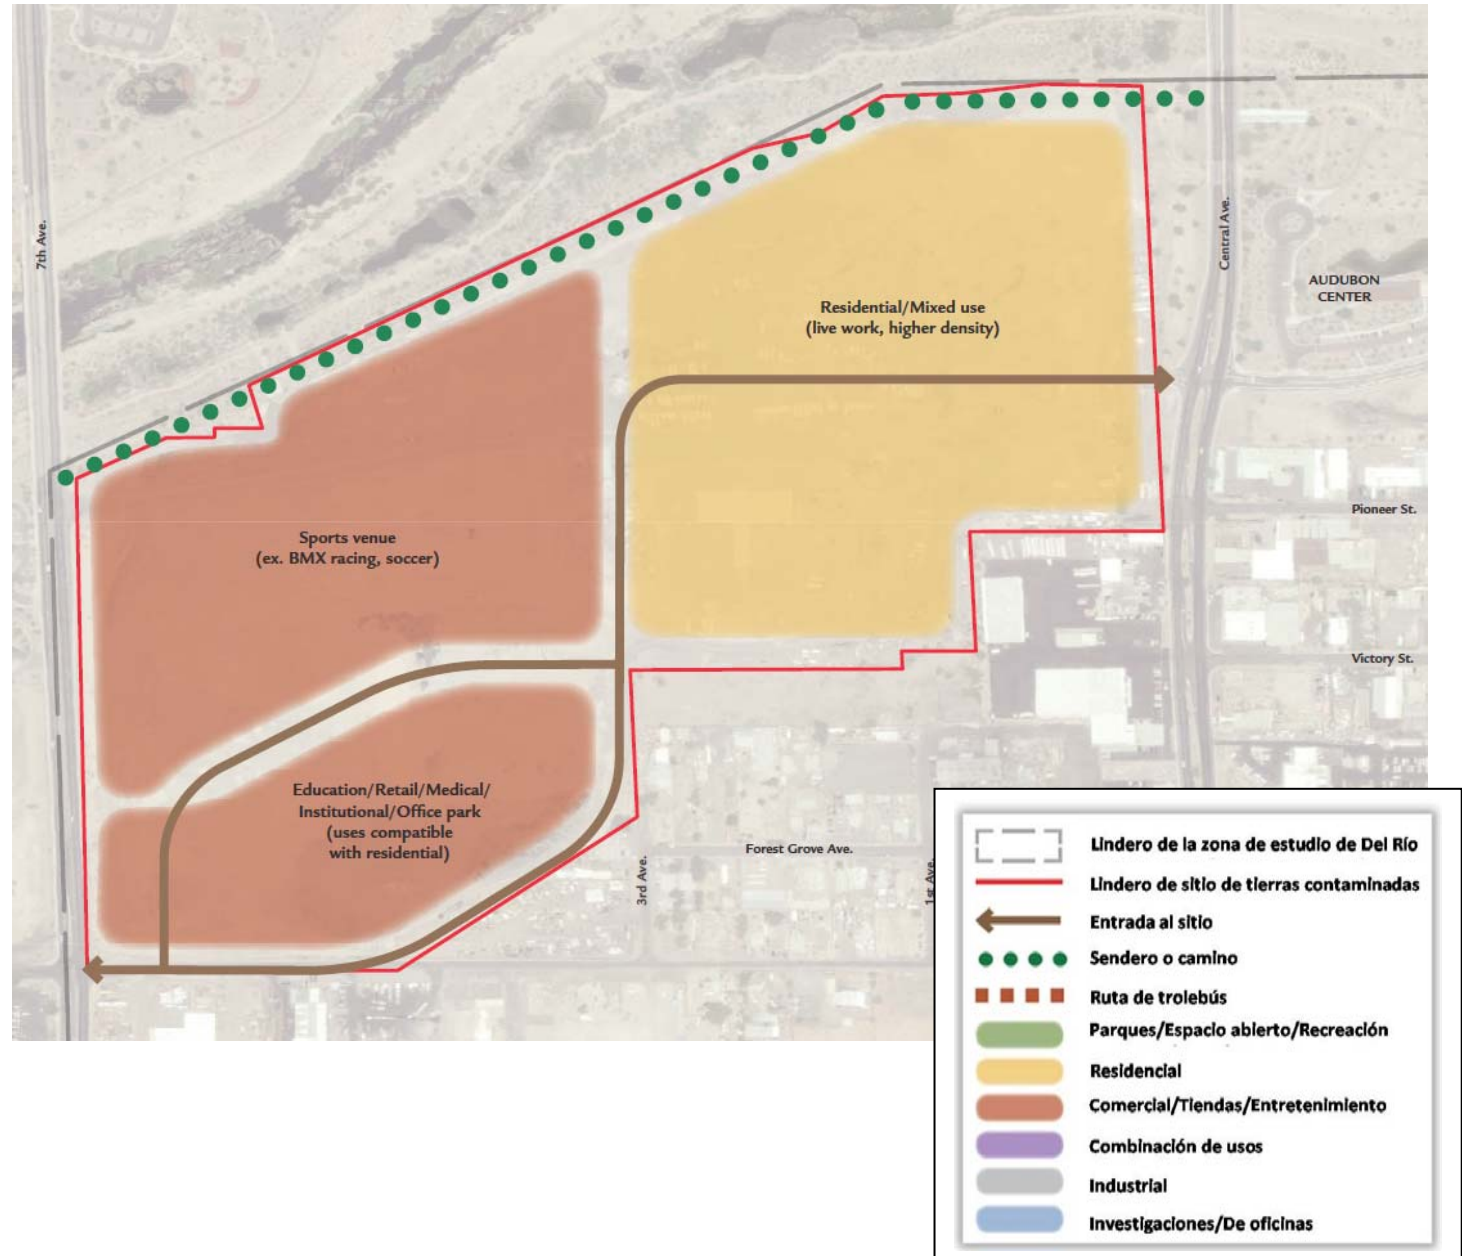 7th Ave.
Central Ave.
AUDUBON
CENTER
Residential/Mixed use
(live work, higher density)
Pioneer St.
Sports venue
(ex. BMX racing, soccer)
Victory St.
Education/Retail/Medical/
Institutional/Office park
(uses compatible
with residential)
Forest Grove Ave.
3rd Ave.
1st Ave.
Lindero de la zona de estudio de Del Río
Lindero de sitio de tierras contaminadas
Entrada al sitio
Sendero o camino
Ruta de trolebús
Parques/Espacio abierto/Recreación
Residencial
Comercial/Tiendas/Entretenimiento
Combinación de usos
Industrial
Investigaciones/De oficinas